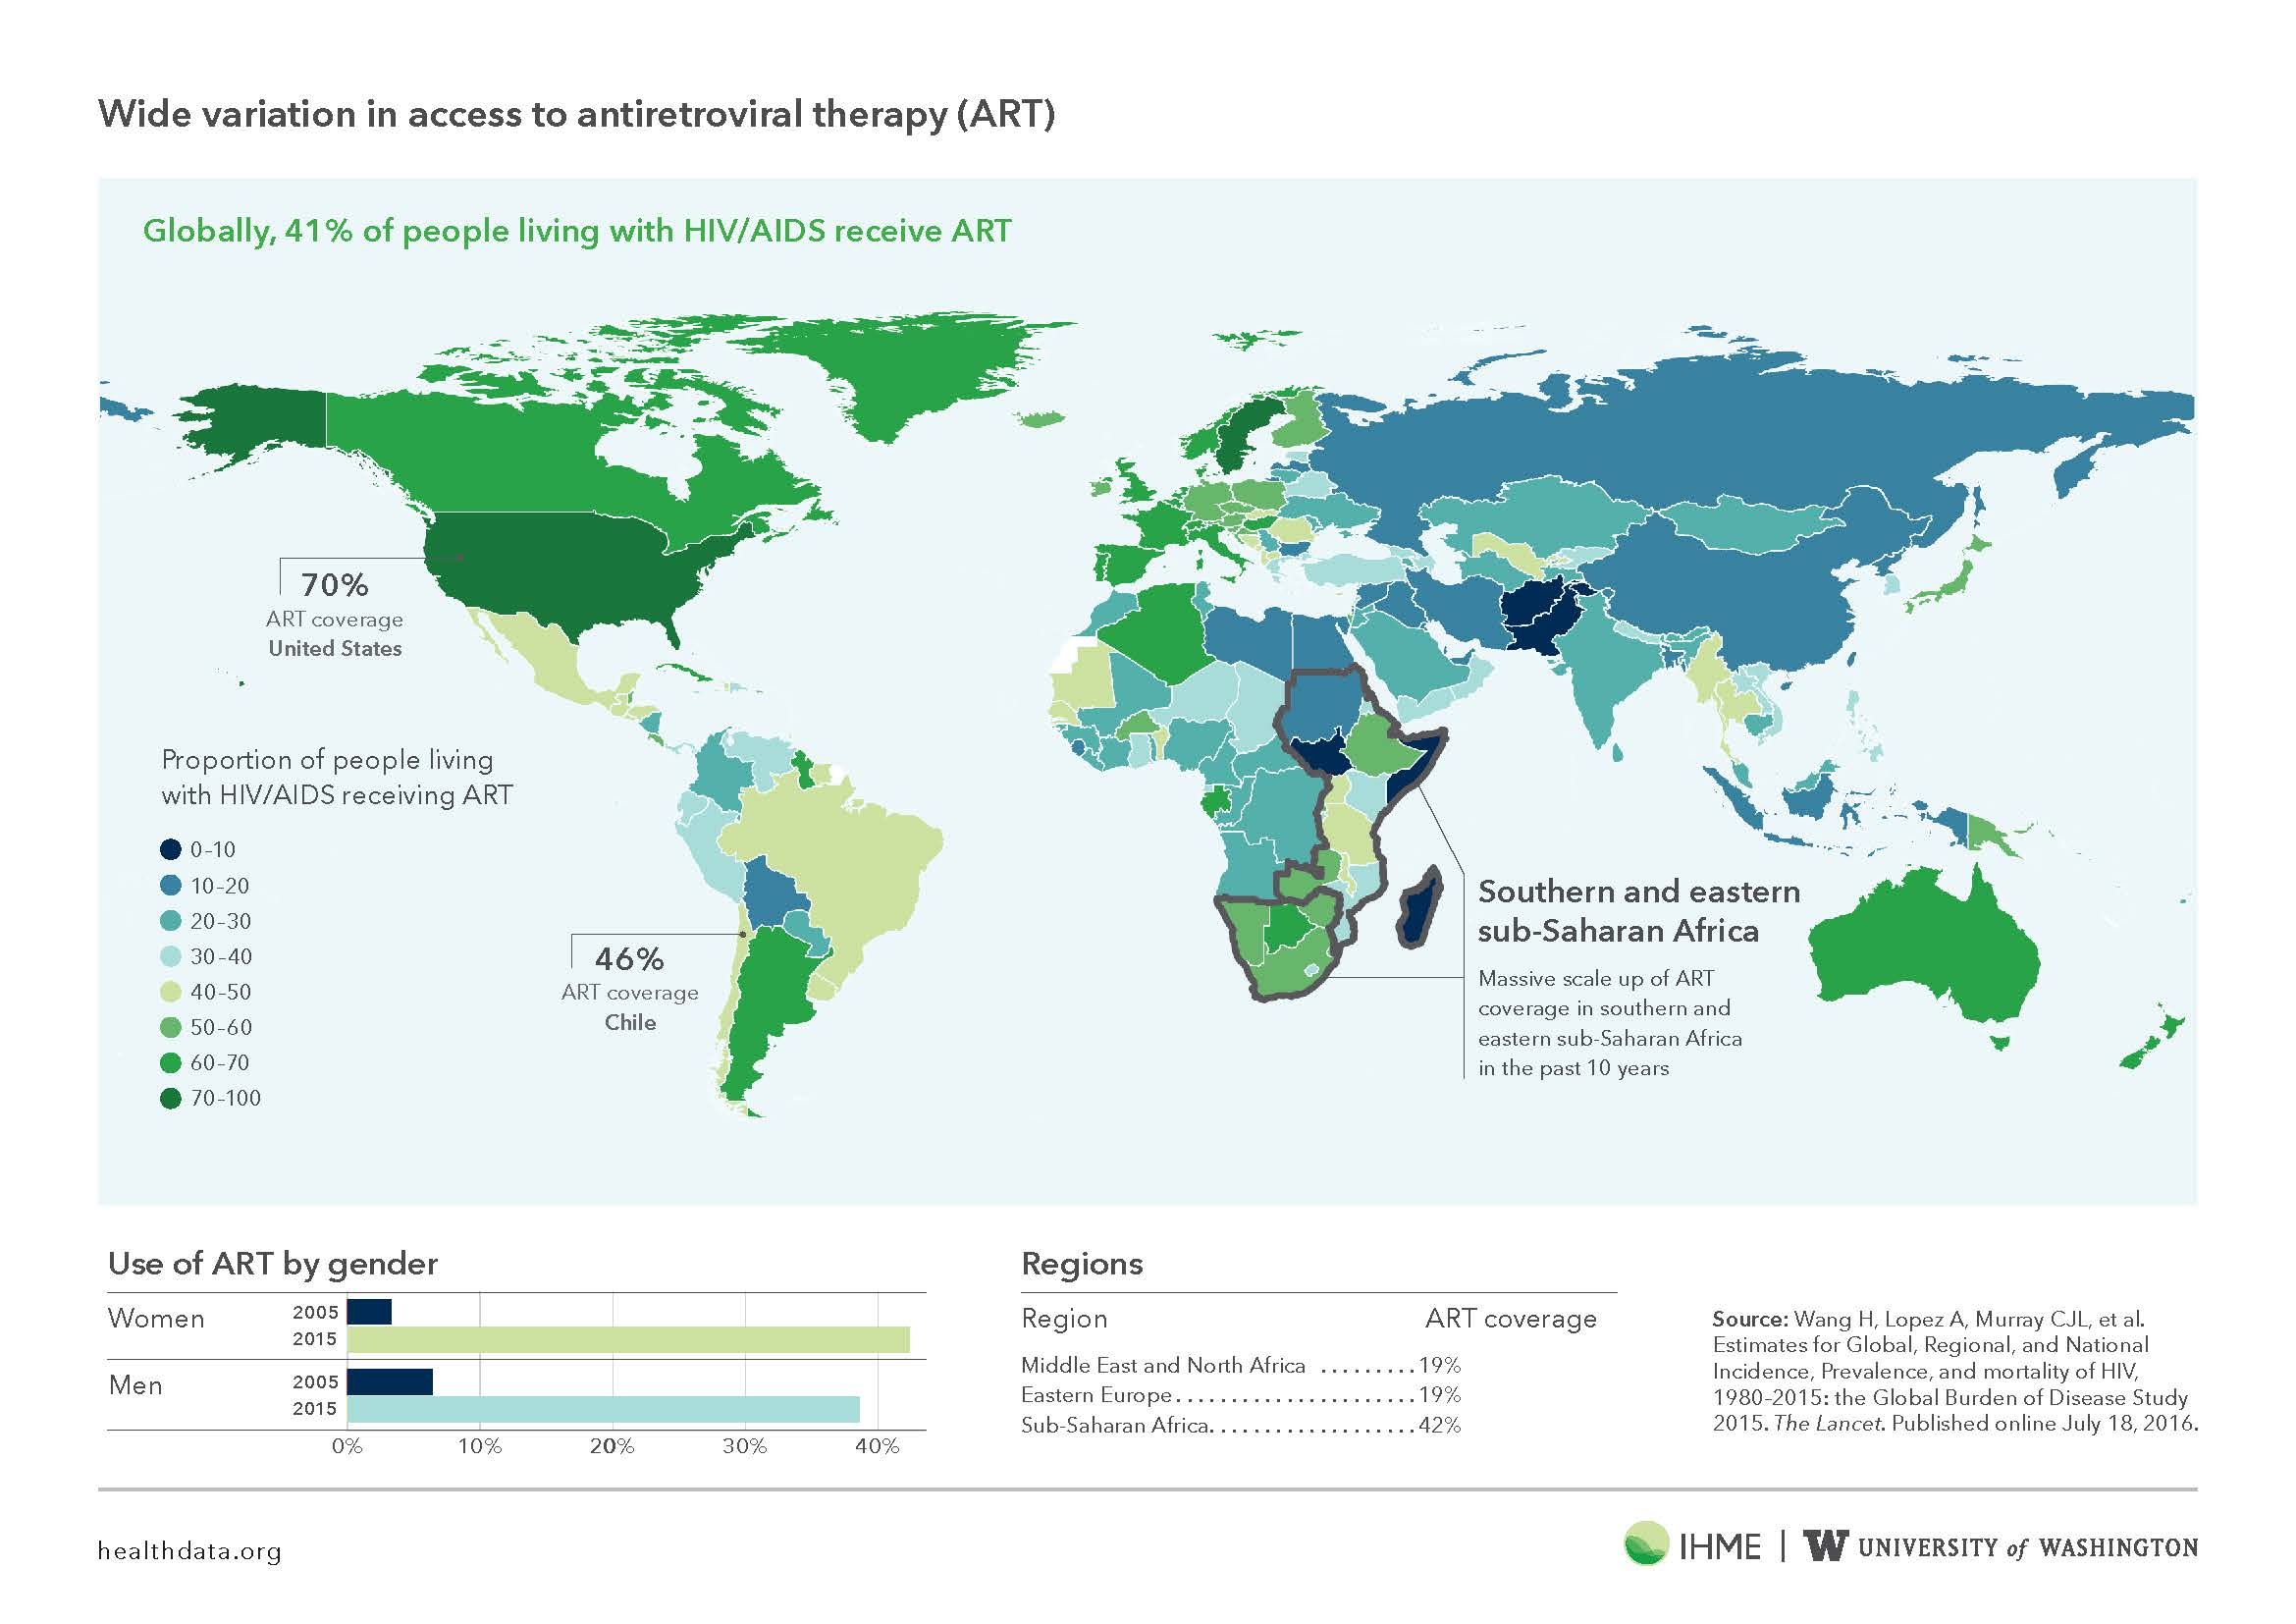 Wide variation in access to antiretroviral therapy (ART)
Globally, 41% of people living with HIV/AIDS receive ART
70%
ART coverage
United States
Proportion of people living
with HIV/AIDS receiving ART
0–10
10–20
20–30
30–40
40–50
50–60
60–70
70–100
46%
ART coverage
Chile
Southern and eastern
sub-Saharan Africa
Massive scale up of ART
coverage in southern and
eastern sub-Saharan Africa
in the past 10 years
Use of ART by gender
Women
2005
2015
Men
2005
2015
0% 10% 20% 30% 40%
Regions
Region ART coverage
Middle East and North Africa .........19%
Eastern Europe......................19%
Sub-Saharan Africa...................42%
Source: Wang H, Lopez A, Murray CJL, et al.
Estimates for Global, Regional, and National
Incidence, Prevalence, and mortality of HIV,
1980–2015: the Global Burden of Disease Study
2015. The Lancet. Published online July 18, 2016.
healthdata.org
IHME | W UNIVERSITY of WASHINGTON